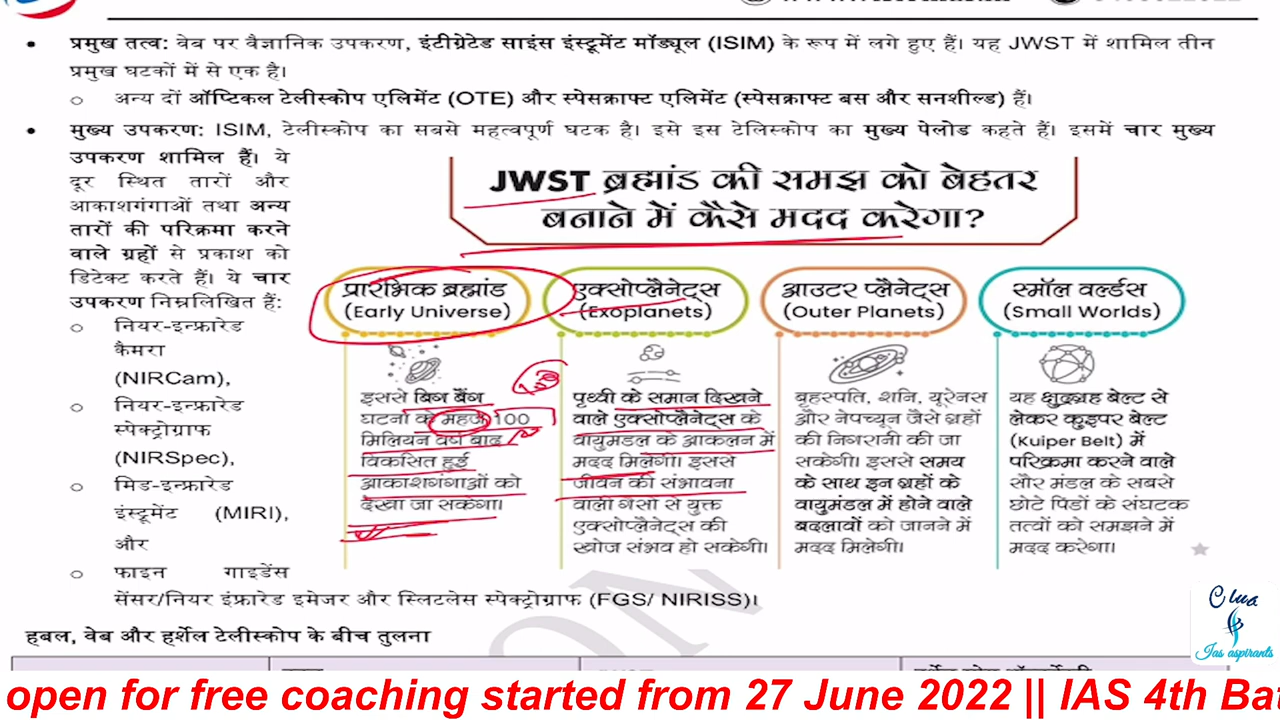 • प्रमुख तत्व: वेब पर वैज्ञानिक उपकरण, इंटीग्रेटेड साइंस इंस्ट्रूमेंट मॉड्यूल (ISIM) के रूप में लगे हुए हैं। यह JWST में शामिल तीन
प्रमुख घटकों में से एक है।
o अन्य दों ऑप्टिकल टेलीस्कोप एलिमेंट (OTE) और स्पेसक्राफ्ट एलिमेंट (स्पेसक्राफ्ट बस और सनशील्ड) हैं।
• मुख्य उपकरण: ISIM, टेलीस्कोप का सबसे महत्वपूर्ण घटक है। इसे इस टेलिस्कोप का मुख्य पेलोड कहते हैं। इसमें चार मुख्य
उपकरण शामिल हैं। ये
दूर स्थित तारों और
आकाशगंगाओं तथा अन्य
तारों की परिक्रमा करने
वाले ग्रहों से प्रकाश को
डिटेक्ट करते हैं। ये चार
उपकरण निम्नलिखित हैं:
o नियर-इन्फ्रारेड
कैमरा
(NIRCam),
o नियर-इन्फ्रारेड
स्पेक्ट्रोग्राफ
(NIRSpec),
o मिड-इन्फ्रारेड
इंस्ट्रूमेंट (MIRI),
और
o फाइन गाइडेंस
सेंसर/नियर इंफ्रारेड इमेजर और स्लिटलेस स्पेक्ट्रोग्राफ (FGS/ NIRISS)।
JWST ब्रह्मांड की समझ को बेहतर
बनाने में कैसे मदद करेगा?
प्रारंभिक ब्रह्मांड
(Early Universe)
इससे बिग बैंग
घटना के महज 100
मिलियन वर्ष बाद
विकसित हुई
आकाशगंगाओं को
देखा जा सकेगा।
एक्सोप्लैनेट्स
(Exoplanets)
पृथ्वी के समान दिखने
वाले एक्सोप्लैनेट्स के
वायुमंडल के आकलन में
मदद मिलेगी। इससे
जीवन की संभावना
वाली गैसों से युक्त
एक्सोप्लैनेट्स की
खोज संभव हो सकेगी।
आउटर प्लैनेट्स
(Outer Planets)
बृहस्पति, शनि, यूरेनस
और नेपच्यून जैसे ग्रहों
की निगरानी की जा
सकेगी। इससे समय
के साथ इन ग्रहों के
वायुमंडल में होने वाले
बदलावों को जानने में
मदद मिलेगी।
स्मॉल वर्ल्डस
(Small Worlds)
यह क्षुद्रग्रह बेल्ट से
लेकर कुइपर बेल्ट
(Kuiper Belt) में
परिक्रमा करने वाले
सौर मंडल के सबसे
छोटे पिंडों के संघटक
तत्वों को समझने में
मदद करेगा।
हबल, वेब और हर्शेल टेलीस्कोप के बीच तुलना
Ias aspirants
open for free coaching started from 27 June 2022 || IAS 4th Bat